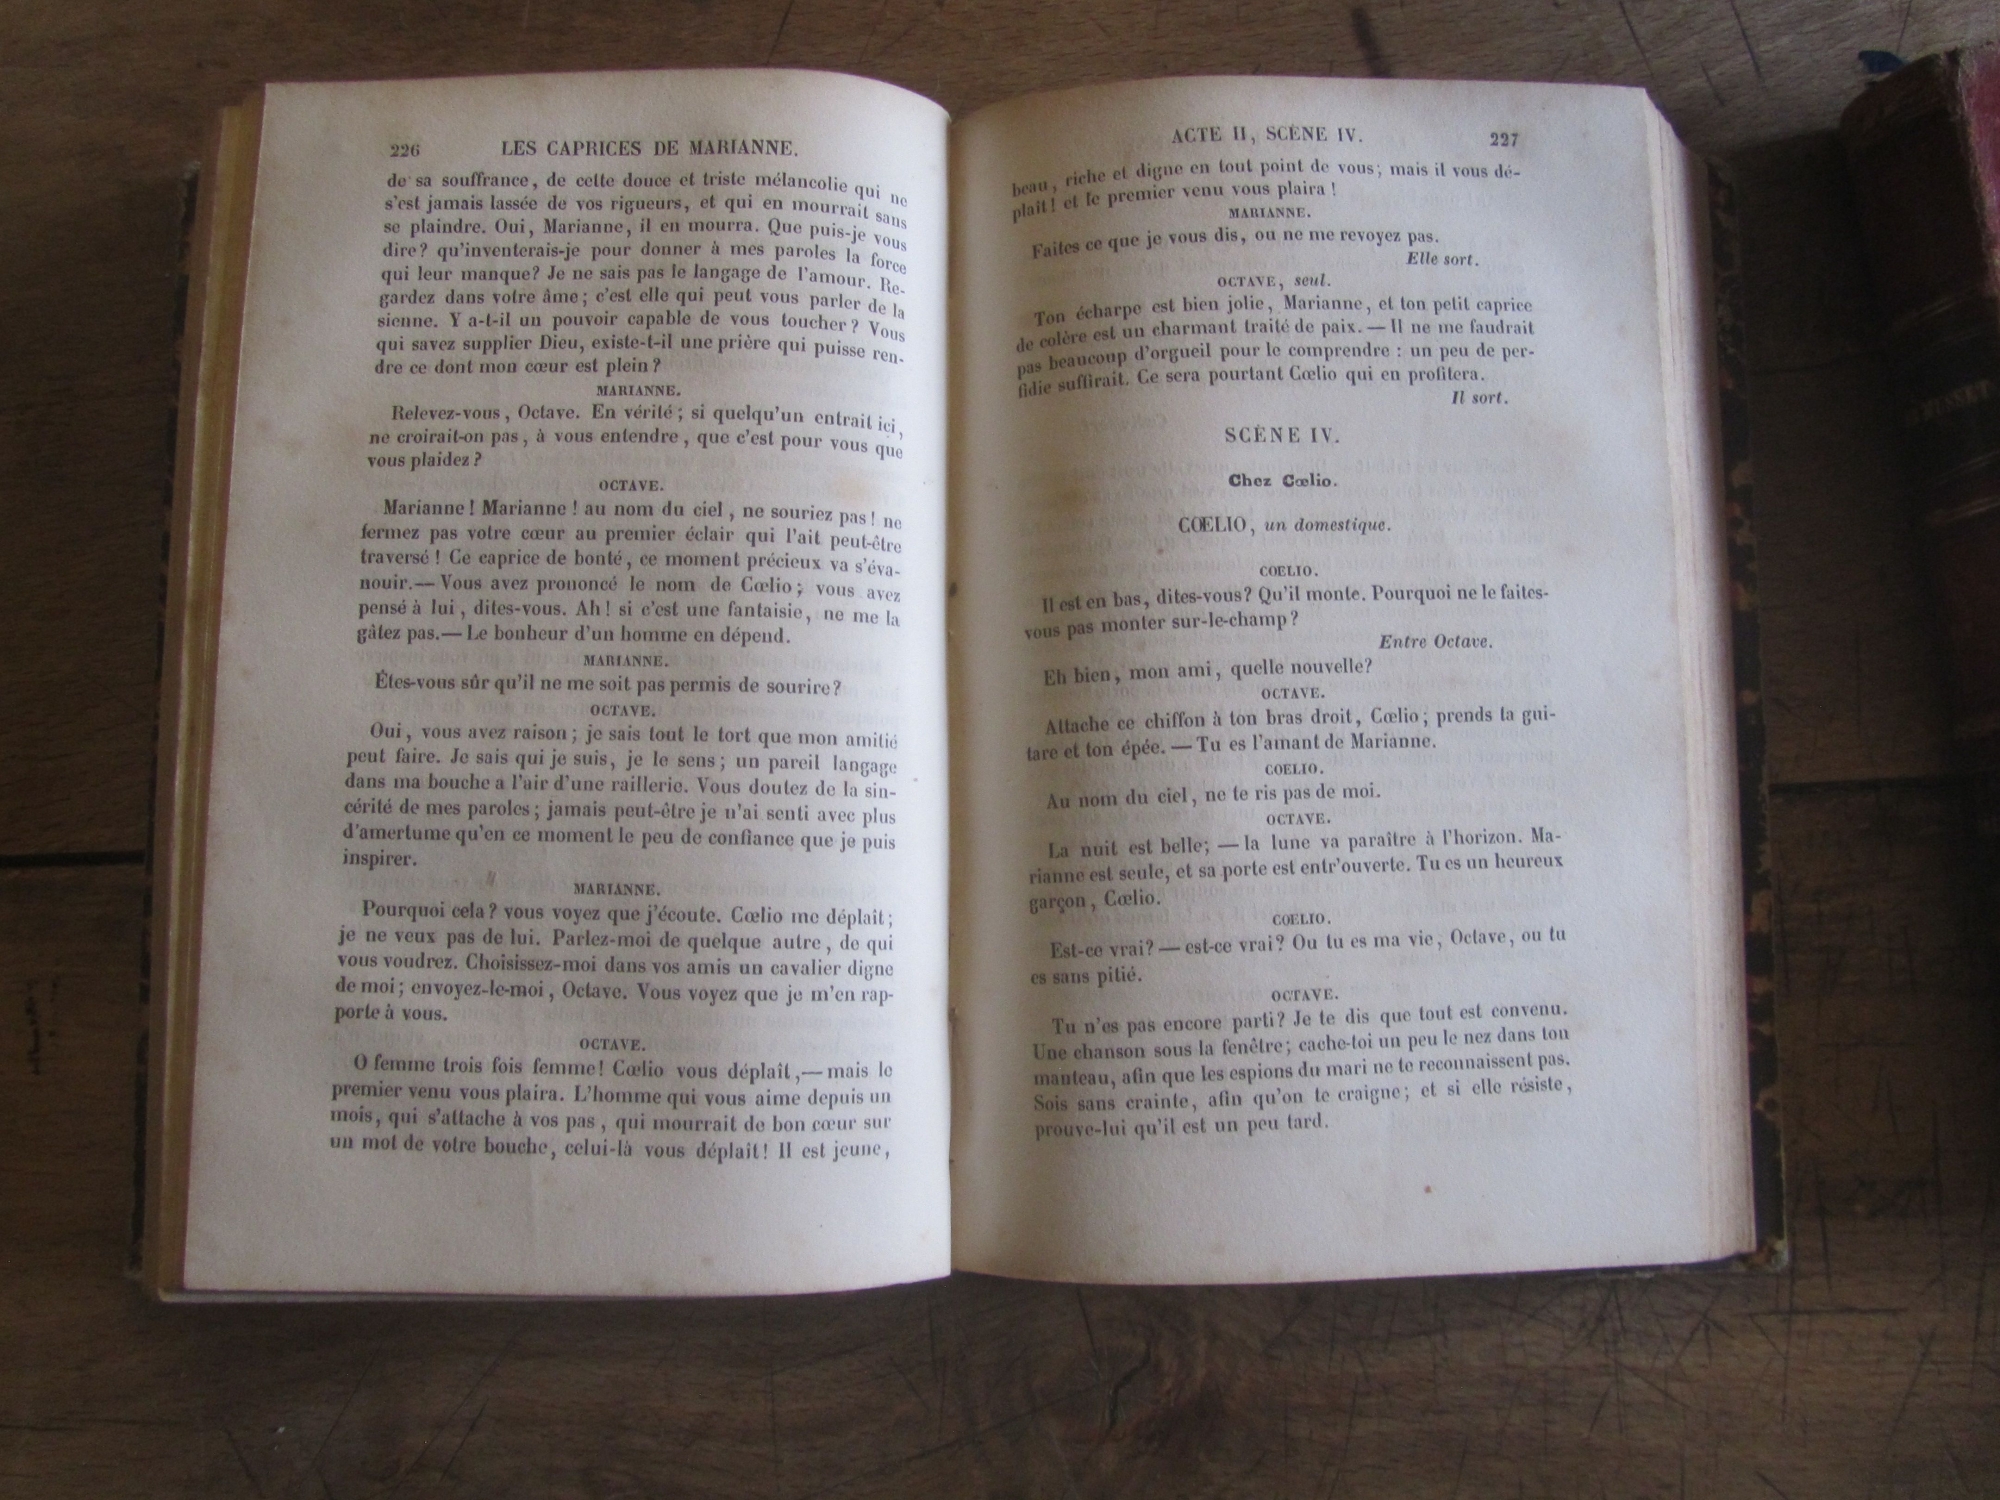 226 LES CAPRICES DE MARIANNE.
de sa souffrance, de cette douce et triste mélancolie qui ne
s'est jamais lassée de vos rigueurs, et qui en mourrait sans
se plaindre. Oui, Marianne, il en mourra. Que puis-je vous
dire? qu'inventerais-je pour donner à mes paroles la force
qui leur manque? Je ne sais pas le langage de l'amour. Re-
gardez dans votre âme; c'est elle qui peut vous parler de la
sienne. Y a-t-il un pouvoir capable de vous toucher? Vous
qui savez supplier Dieu, existe-t-il une prière qui puisse ren-
dre ce dont mon cœur est plein?
MARIANNE.
Relevez-vous, Octave. En vérité; si quelqu'un entrait ici,
ne croirait-on pas, à vous entendre, que c'est pour vous que
vous plaidez?
OCTAVE.
Marianne! Marianne! au nom du ciel, ne souriez pas! ne
fermez pas votre cœur au premier éclair qui l'ait peut-être
traversé! Ce caprice de bonté, ce moment précieux va s'éva-
nouir.— Vous avez prononcé le nom de Cœlio; vous avez
pensé à lui, dites-vous. Ah! si c'est une fantaisie, ne me la
gâtez pas.— Le bonheur d'un homme en dépend.
MARIANNE.
Êtes-vous sûr qu'il ne me soit pas permis de sourire?
OCTAVE.
Oui, vous avez raison; je sais tout le tort que mon amitié
peut faire. Je sais qui je suis, je le sens; un pareil langage
dans ma bouche a l'air d'une raillerie. Vous doutez de la sin-
cérité de mes paroles; jamais peut-être je n'ai senti avec plus
d'amertume qu'en ce moment le peu de confiance que je puis
inspirer.
MARIANNE.
Pourquoi cela? vous voyez que j'écoute. Cœlio me déplaît;
je ne veux pas de lui. Parlez-moi de quelque autre, de qui
vous voudrez. Choisissez-moi dans vos amis un cavalier digne
de moi; envoyez-le-moi, Octave. Vous voyez que je m'en rap-
porte à vous.
OCTAVE.
O femme trois fois femme! Cœlio vous déplaît,— mais le
premier venu vous plaira. L'homme qui vous aime depuis un
mois, qui s'attache à vos pas, qui mourrait de bon cœur sur
un mot de votre bouche, celui-là vous déplaît! Il est jeune,
ACTE II, SCÈNE IV. 227
beau, riche et digne en tout point de vous; mais il vous dé-
plaît! et le premier venu vous plaira!
MARIANNE.
Faites ce que je vous dis, ou ne me revoyez pas.
Elle sort.
OCTAVE, seul.
Ton écharpe est bien jolie, Marianne, et ton petit caprice
de colère est un charmant traité de paix. — Il ne me faudrait
pas beaucoup d'orgueil pour le comprendre : un peu de per-
fidie suffirait. Ce sera pourtant Cœlio qui en profitera.
Il sort.
SCÈNE IV.
Chez Cœlio.
CŒLIO, un domestique.
CŒLIO.
Il est en bas, dites-vous? Qu'il monte. Pourquoi ne le faites-
vous pas monter sur-le-champ?
Entre Octave.
Eh bien, mon ami, quelle nouvelle?
OCTAVE.
Attache ce chiffon à ton bras droit, Cœlio; prends ta gui-
tare et ton épée. — Tu es l'amant de Marianne.
CŒLIO.
Au nom du ciel, ne te ris pas de moi.
OCTAVE.
La nuit est belle; — la lune va paraître à l'horizon. Ma-
rianne est seule, et sa porte est entr'ouverte. Tu es un heureux
garçon, Cœlio.
CŒLIO.
Est-ce vrai? — est-ce vrai? Ou tu es ma vie, Octave, ou tu
es sans pitié.
OCTAVE.
Tu n'es pas encore parti? Je te dis que tout est convenu.
Une chanson sous la fenêtre; cache-toi un peu le nez dans ton
manteau, afin que les espions du mari ne te reconnaissent pas.
Sois sans crainte, afin qu'on te craigne; et si elle résiste,
prouve-lui qu'il est un peu tard.